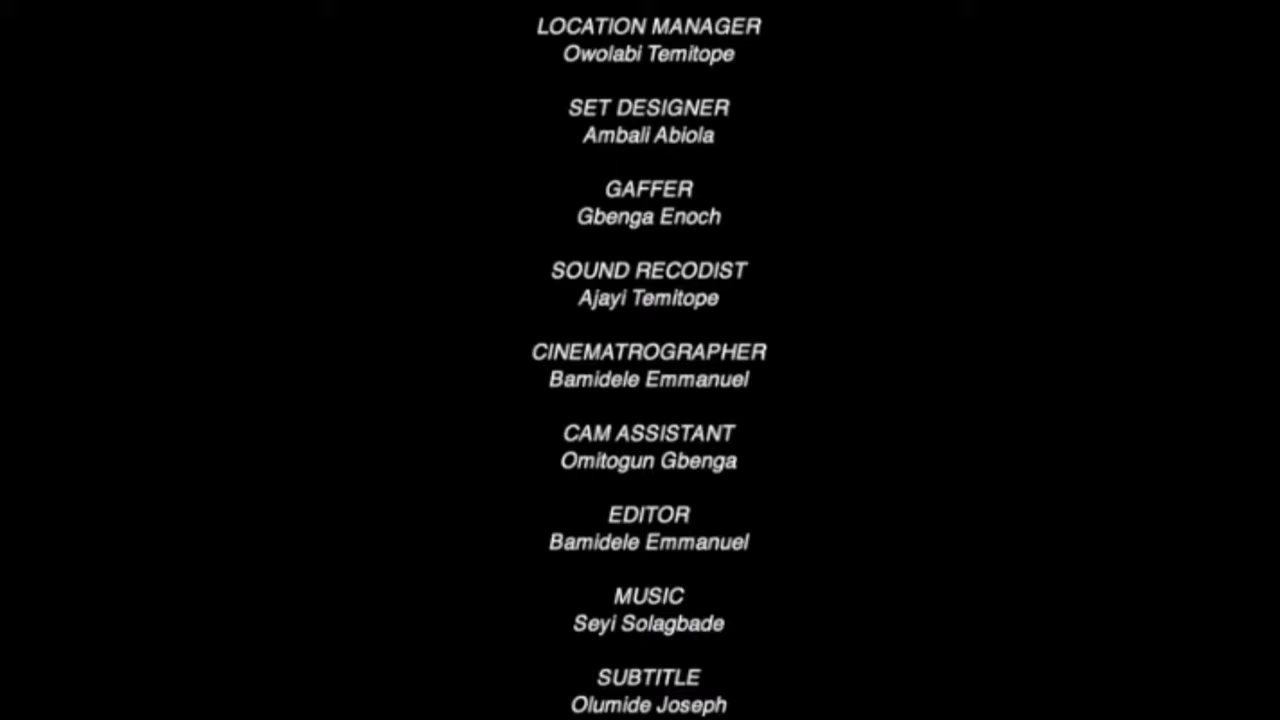 LOCATION MANAGER
Owolabi Temitope
SET DESIGNER
Ambali Abiola
GAFFER
Gbenga Enoch
SOUND RECODIST
Ajayi Temitope
CINEMATROGRAPHER
Bamidele Emmanuel
CAM ASSISTANT
Omitogun Gbenga
EDITOR
Bamidele Emmanuel
MUSIC
Seyi Solagbade
SUBTITLE
Olumide Joseph